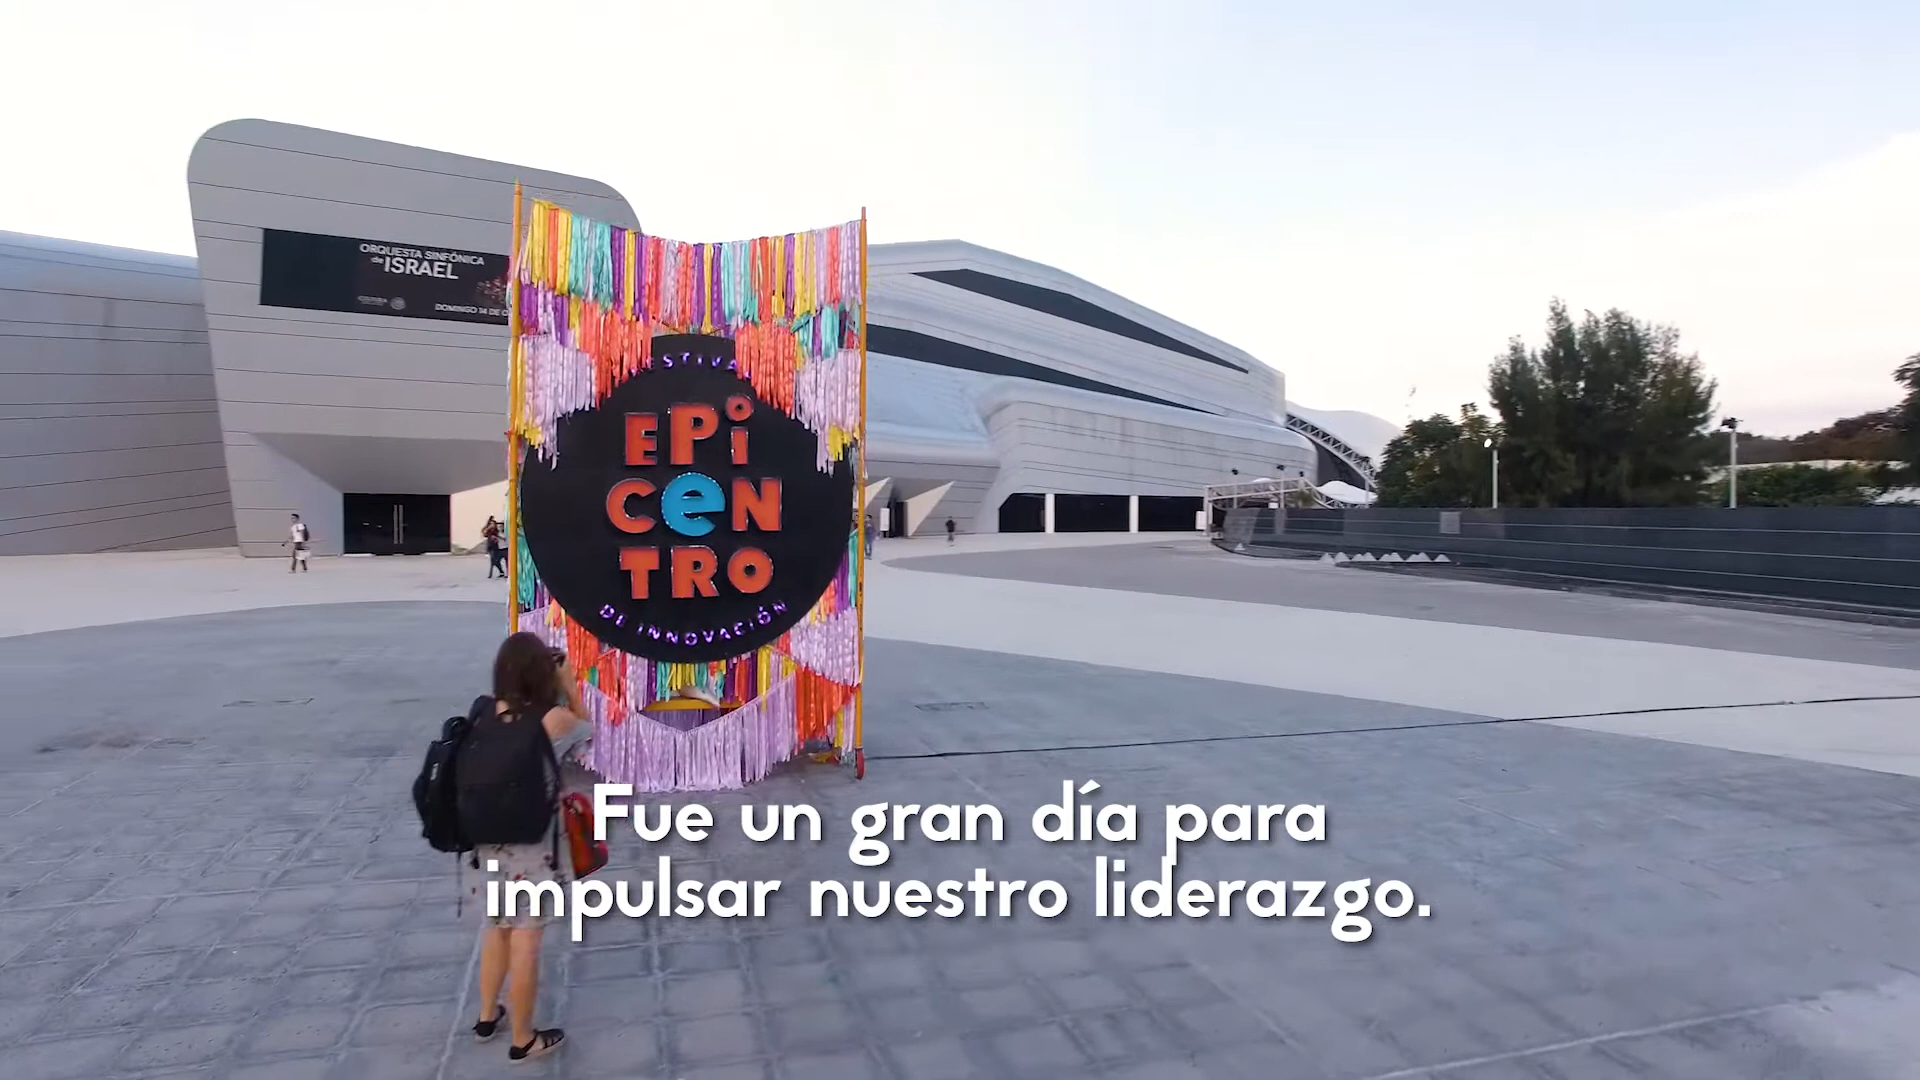 ORQUESTA SINFÓNICA
de ISRAEL
DOMINGO 14 DE
FESTIVAL
EPI
CeN
TRO
DE INNOVACIÓN
Fue un gran día para
impulsar nuestro liderazgo.